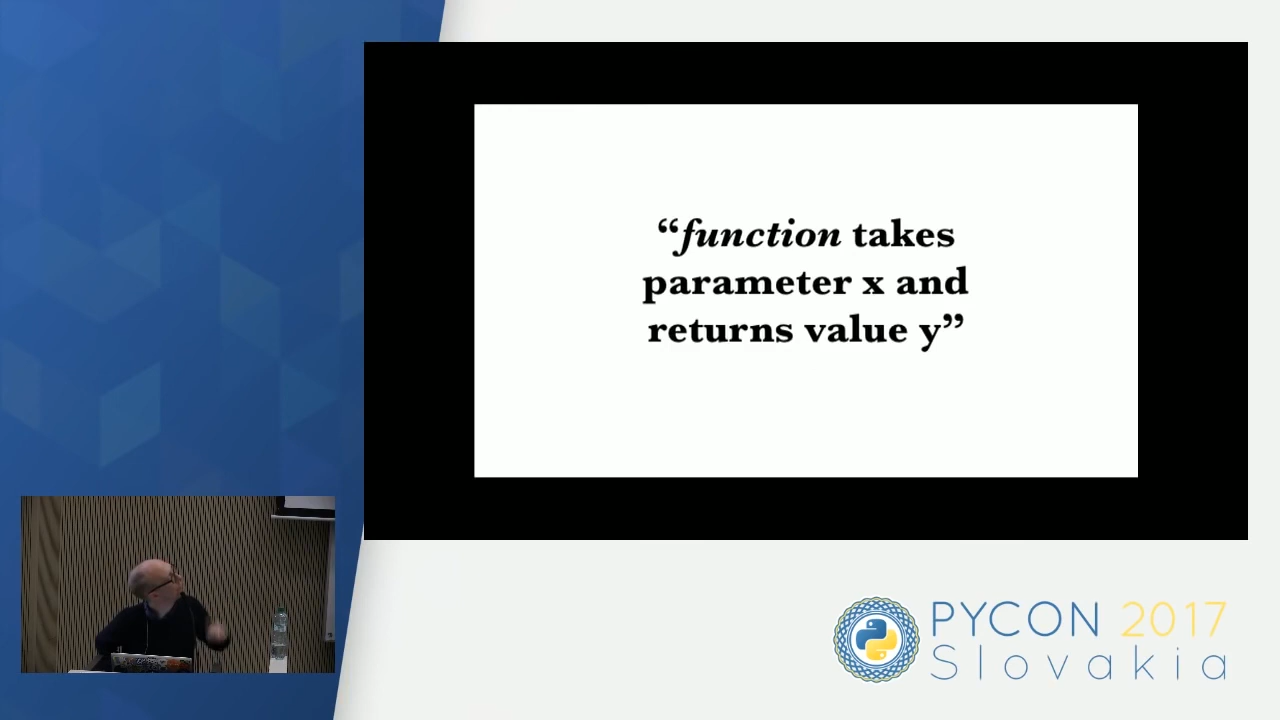 “function takes
parameter x and
returns value y”
PYCON 2017
Slovakia